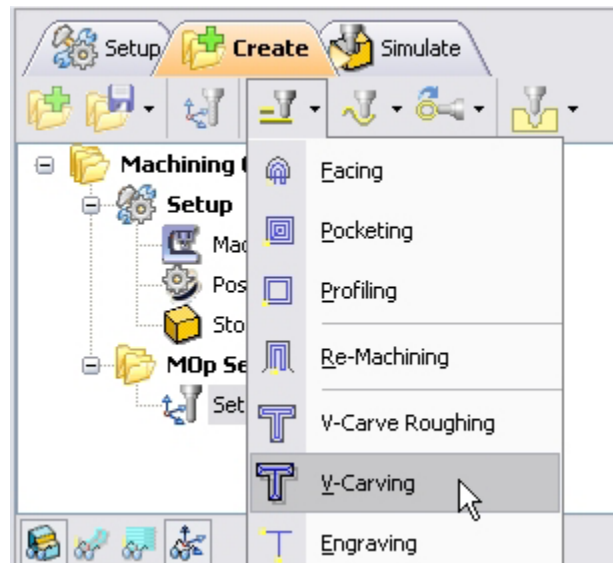 Setup Create Simulate
Machining
Setup
Mac
Pos
Sto
MOp Se
Set
Facing
Pocketing
Profiling
Re-Machining
V-Carve Roughing
V-Carving
Engraving